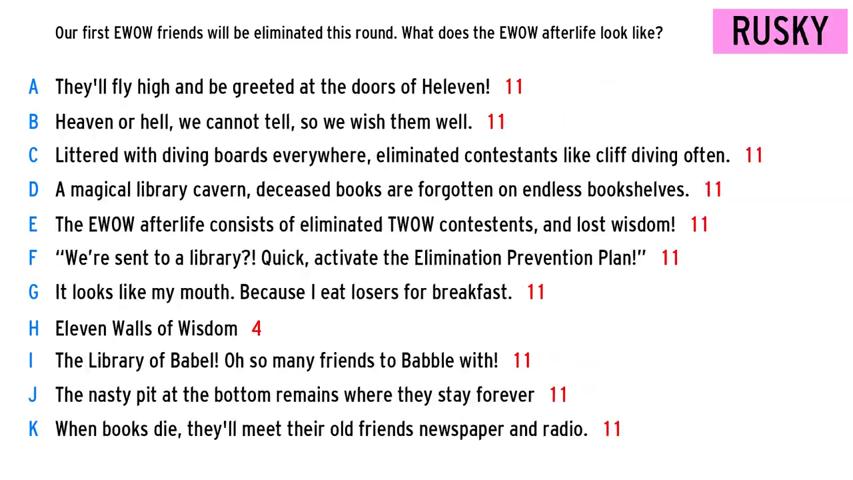 Our first EWOW friends will be eliminated this round. What does the EWOW afterlife look like?
RUSKY
A They'll fly high and be greeted at the doors of Heleven! 11
B Heaven or hell, we cannot tell, so we wish them well. 11
C Littered with diving boards everywhere, eliminated contestants like cliff diving often. 11
D A magical library cavern, deceased books are forgotten on endless bookshelves. 11
E The EWOW afterlife consists of eliminated TWOW contestents, and lost wisdom! 11
F “We’re sent to a library?! Quick, activate the Elimination Prevention Plan!” 11
G It looks like my mouth. Because I eat losers for breakfast. 11
H Eleven Walls of Wisdom 4
I The Library of Babel! Oh so many friends to Babble with! 11
J The nasty pit at the bottom remains where they stay forever 11
K When books die, they'll meet their old friends newspaper and radio. 11